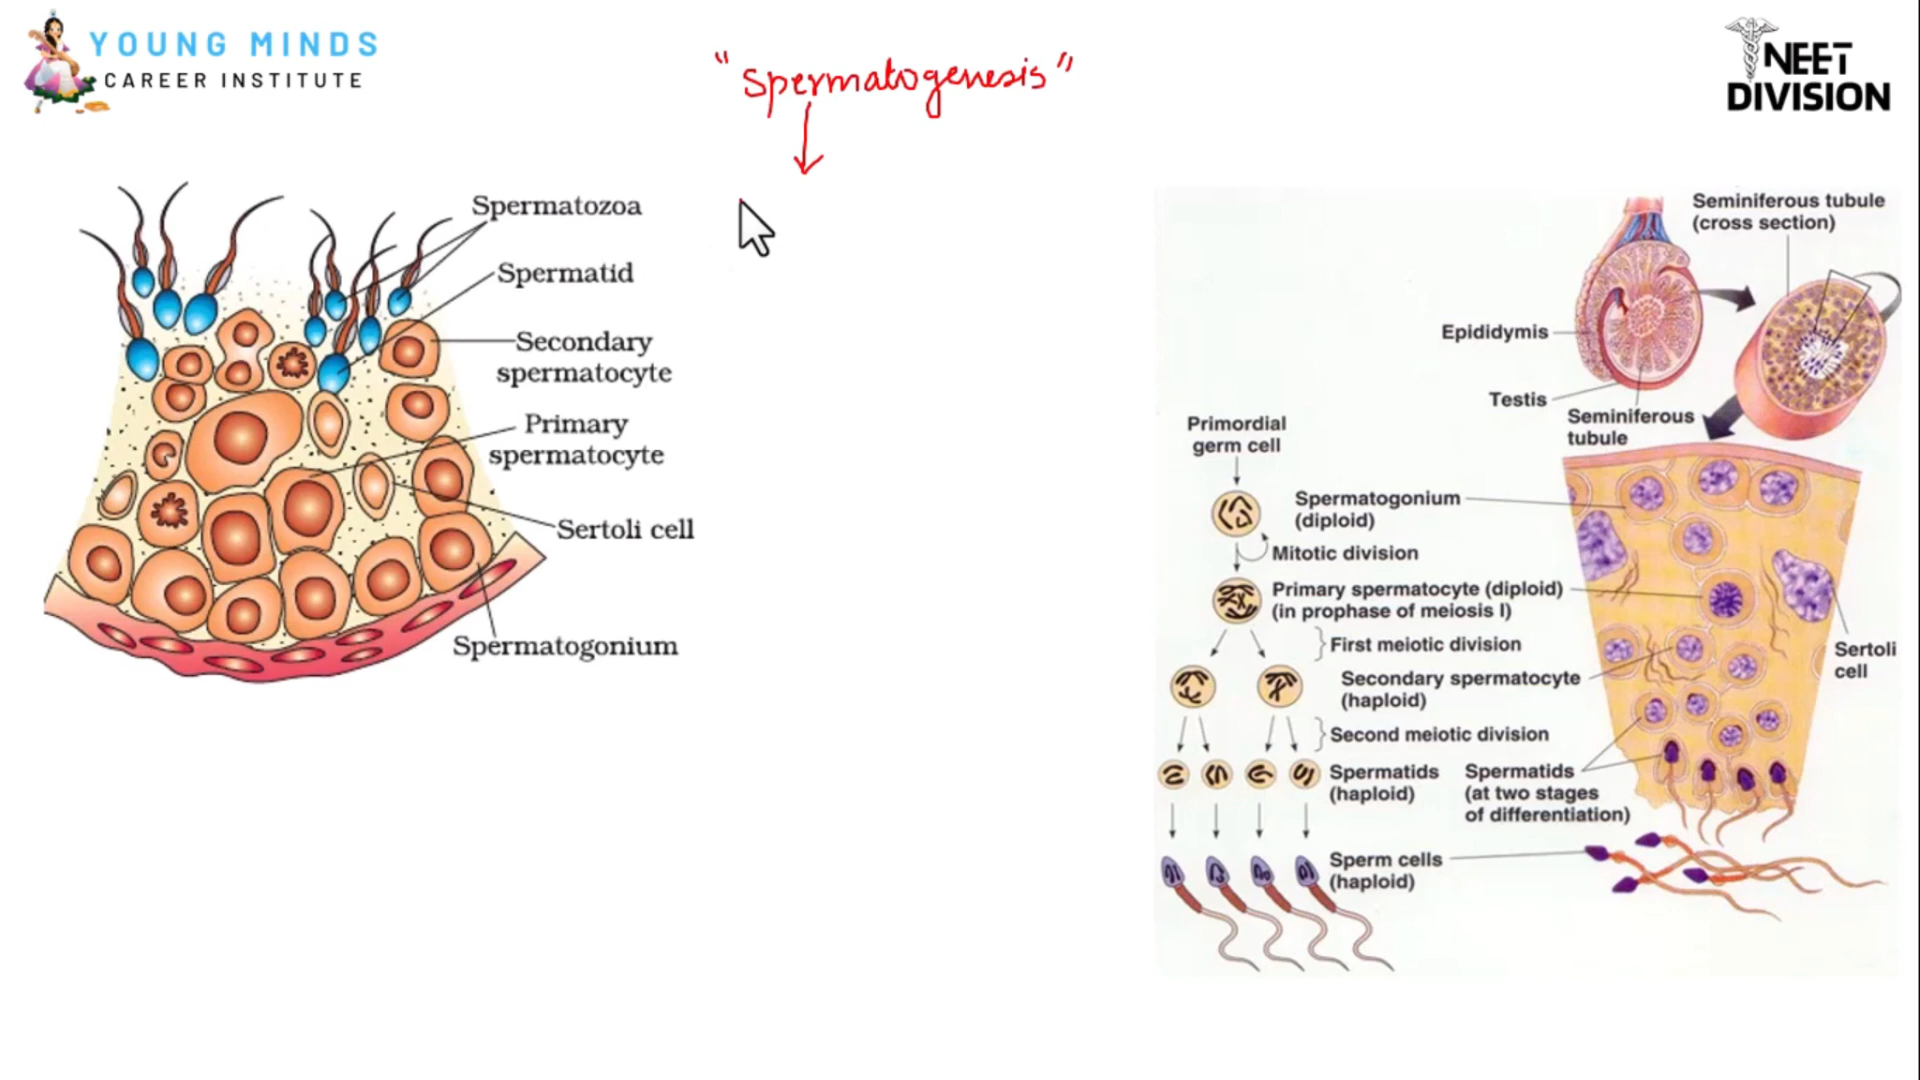 YOUNG MINDS
CAREER INSTITUTE
"Spermatogenesis"
NEET
DIVISION
Spermatozoa
Spermatid
Secondary
spermatocyte
Primary
spermatocyte
Sertoli cell
Spermatogonium
Seminiferous tubule
(cross section)
Epididymis
Testis
Seminiferous
tubule
Primordial
germ cell
Spermatogonium
(diploid)
Mitotic division
Primary spermatocyte (diploid)
(in prophase of meiosis I)
First meiotic division
Secondary spermatocyte
(haploid)
Second meiotic division
Sertoli
cell
Spermatids
(haploid)
Spermatids
(at two stages
of differentiation)
Sperm cells
(haploid)